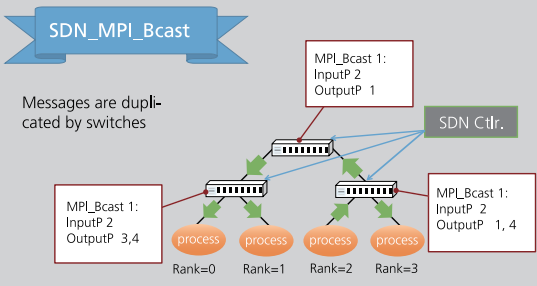 SDN_MPI_Bcast
MPI_Bcast 1:
InputP 2
OutputP 1
Messages are dupli-
cated by switches
SDN Ctlr.
MPI_Bcast 1:
InputP 2
OutputP 3,4
MPI_Bcast 1:
InputP 2
OutputP 1, 4
process
process
process
process
Rank=0
Rank=1
Rank=2
Rank=3